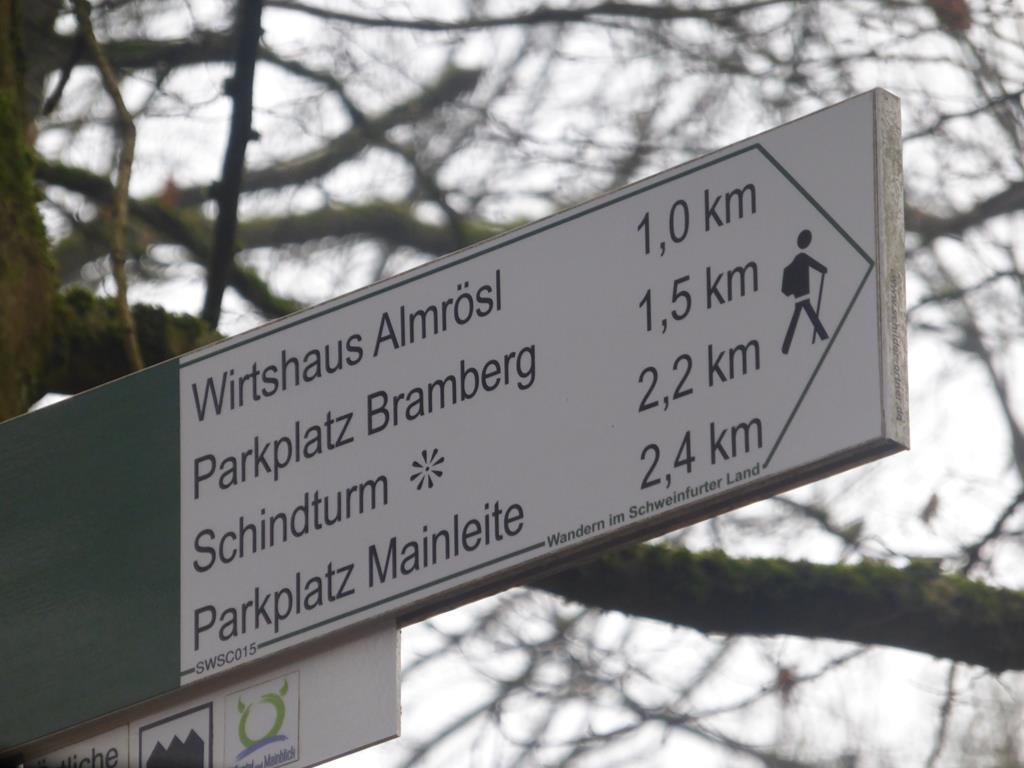 Wirtshaus Almrösl 1,0 km
Parkplatz Bramberg 1,5 km
Schindturm 2,2 km
Parkplatz Mainleite 2,4 km
Wandern im Schweinfurter Land
SWSC015
Mainblick